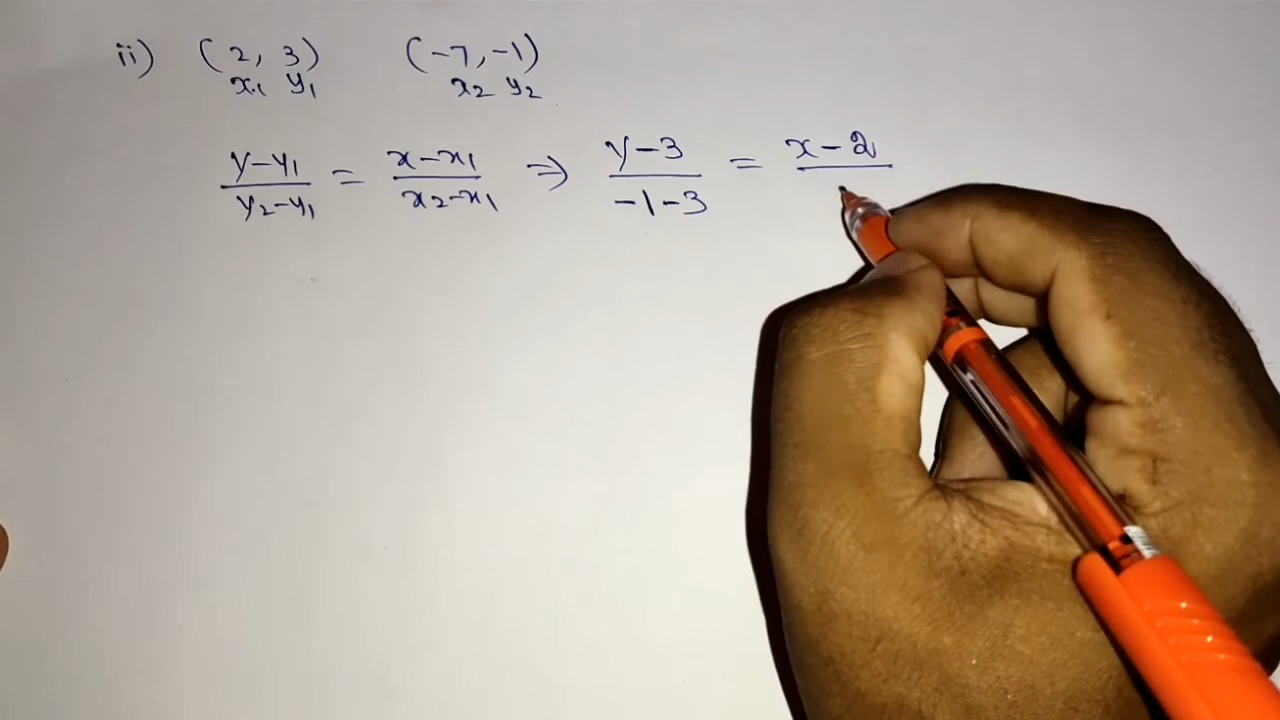 ii) (2, 3) (-7, -1)
x₁ y₁ x₂ y₂
y-y₁ / y₂-y₁ = x-x₁ / x₂-x₁ ⇒ y-3 / -1-3 = x-2 /